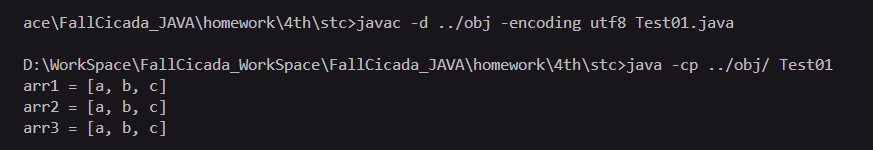 ace\FallCicada_JAVA\homework\4th\stc>javac -d ../obj -encoding utf8 Test01.java
D:\WorkSpace\FallCicada_WorkSpace\FallCicada_JAVA\homework\4th\stc>java -cp ../obj/ Test01
arr1 = [a, b, c]
arr2 = [a, b, c]
arr3 = [a, b, c]